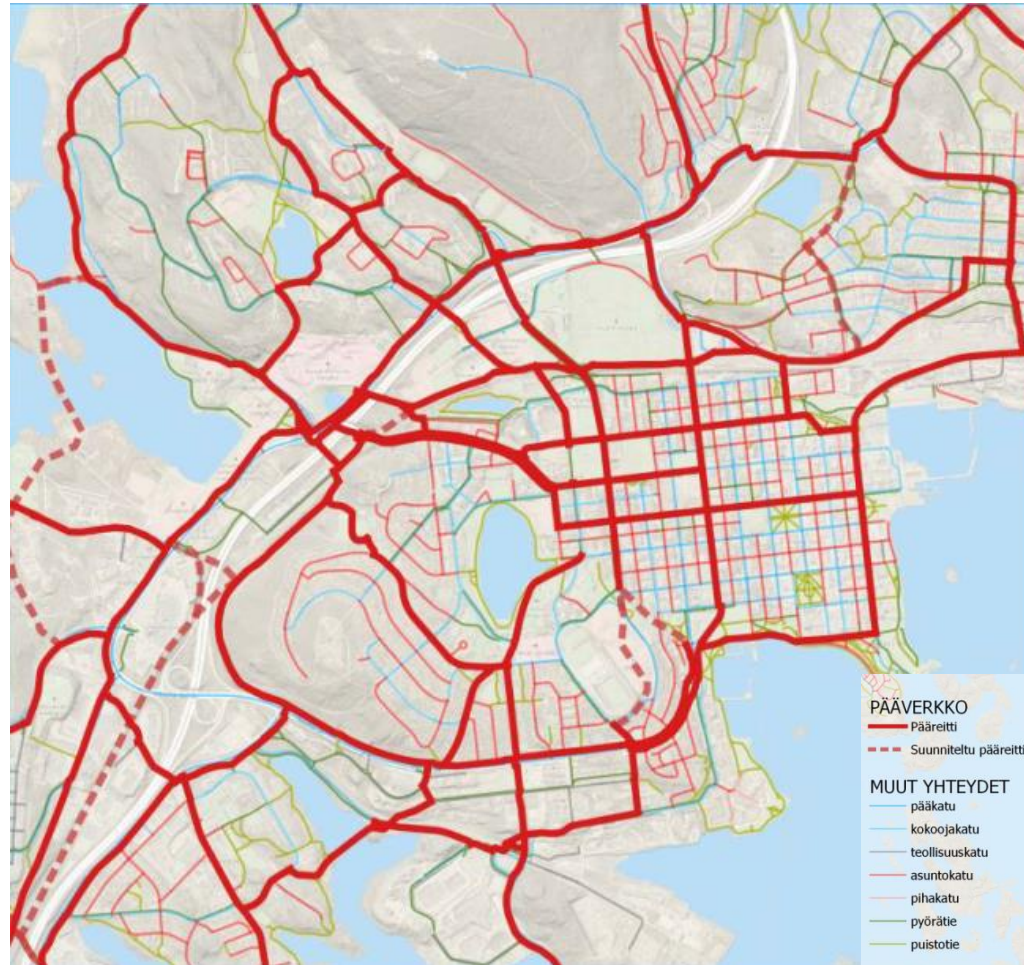 PÄÄVERKKO
Pääreitti
Suunniteltu pääreitti
MUUT YHTEYDET
pääkatu
kokoojakatu
teollisuuskatu
asuntokatu
pihakatu
pyörätie
puistotie